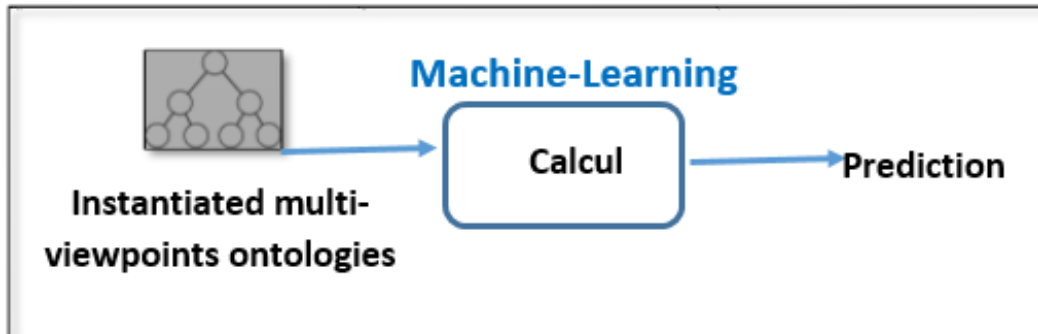 Machine-Learning
Calcul
Prediction
Instantiated multi-
viewpoints ontologies